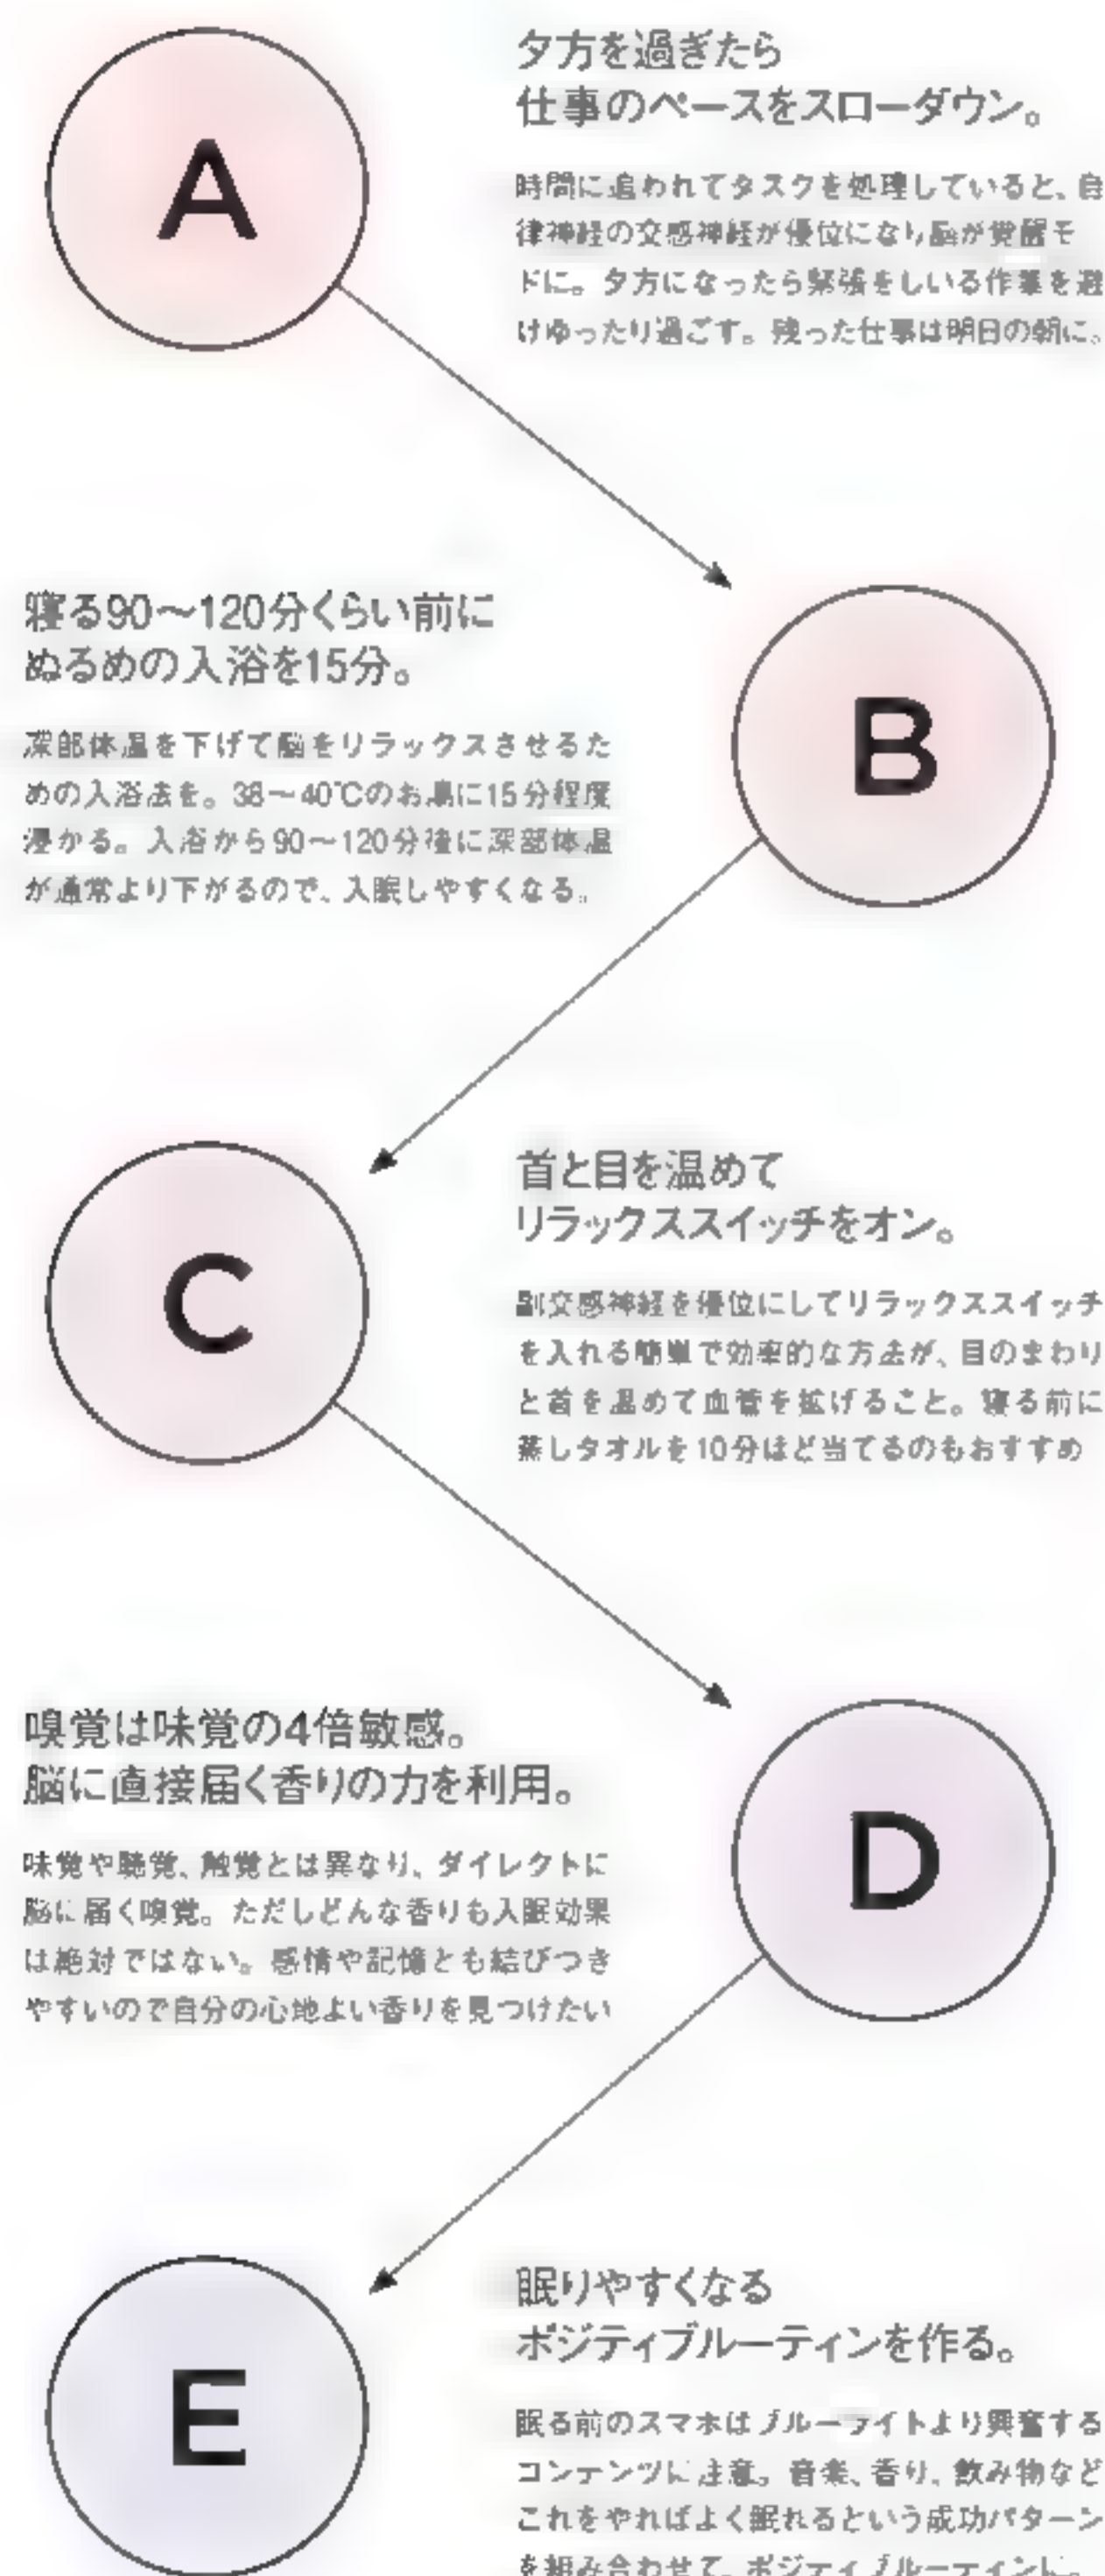 A
夕方を過ぎたら
仕事のペースをスローダウン。
時間に追われてタスクを処理していると、自
律神経の交感神経が優位になり脳が覚醒モ
ドに。夕方になったら緊張をしいる作業を避
けゆったり過ごす。残った仕事は明日の朝に。
寝る90〜120分くらい前に
ぬるめの入浴を15分。
深部体温を下げて脳をリラックスさせるた
めの入浴法を。38〜40℃のお湯に15分程度
浸かる。入浴から90〜120分後に深部体温
が通常より下がるので、入眠しやすくなる。
B
C
首と目を温めて
リラックススイッチをオン。
副交感神経を優位にしてリラックススイッチ
を入れる簡単で効率的な方法が、目のまわり
と首を温めて血管を拡げること。寝る前に
蒸しタオルを10分ほど当てるのもおすすめ
嗅覚は味覚の4倍敏感。
脳に直接届く香りの力を利用。
味覚や聴覚、触覚とは異なり、ダイレクトに
脳に届く嗅覚。ただしどんな香りも入眠効果
は絶対ではない。感情や記憶とも結びつき
やすいので自分の心地よい香りを見つけたい
D
E
眠りやすくなる
ポジティブルーティンを作る。
眠る前のスマホはブルーライトより興奮する
コンテンツに注意。音楽、香り、飲み物など
これをやればよく眠れるという成功パターン
を組み合わせて、ポジティブルーティンに。